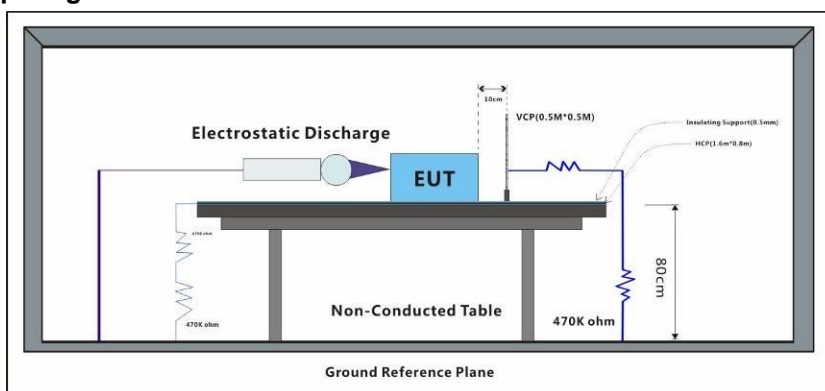 10cm
VCP(0.5M*0.5M)
Insulating Support(0.5mm)
Electrostatic Discharge
HCP(1.6m*0.8m)
EUT
470K ohm
80cm
Non-Conducted Table
470K ohm
470K ohm
Ground Reference Plane